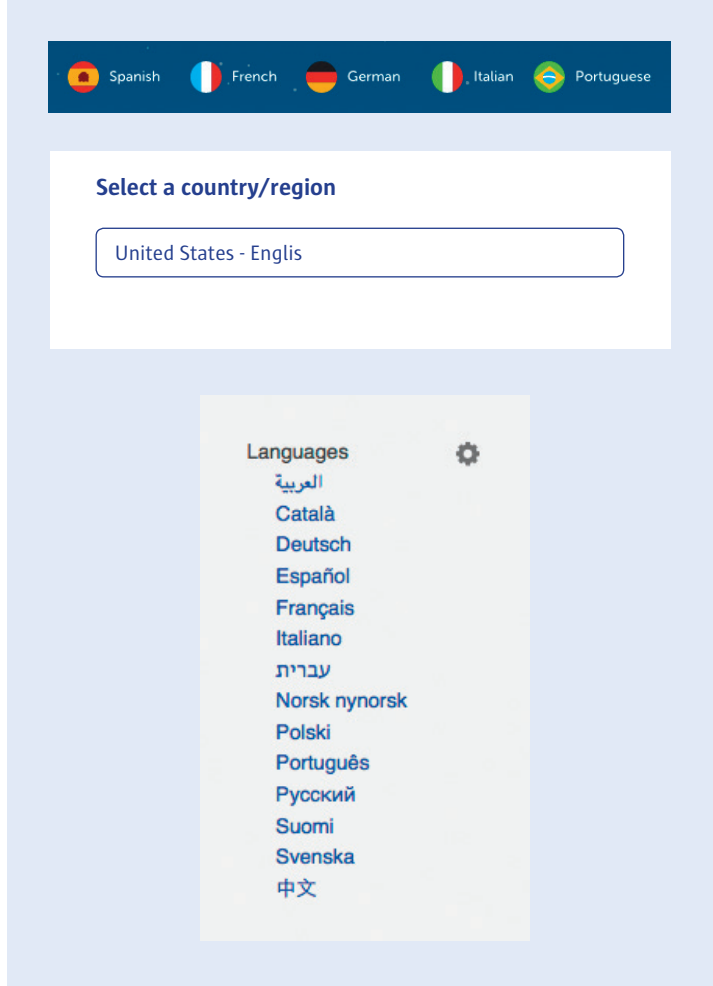 Spanish French German Italian Portuguese
Select a country/region
United States - Englis
Languages
العربية
Català
Deutsch
Español
Français
Italiano
עברית
Norsk nynorsk
Polski
Português
Русский
Suomi
Svenska
中文